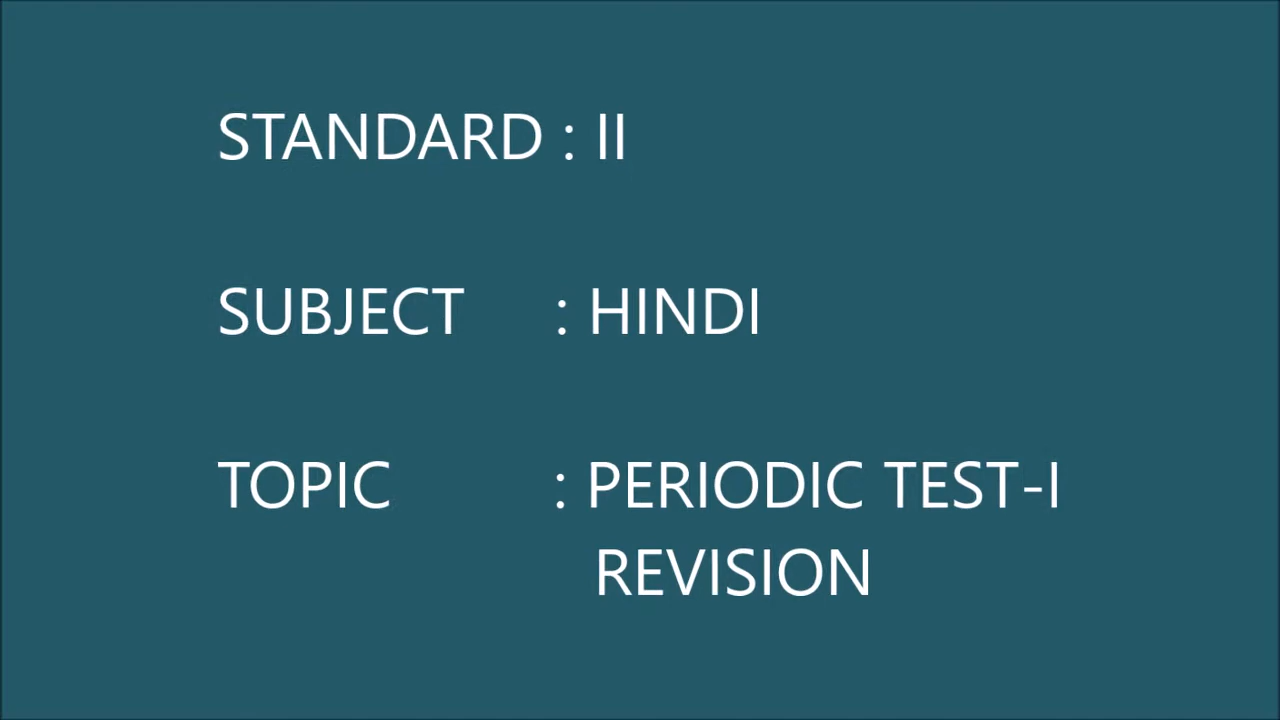 STANDARD : II
SUBJECT : HINDI
TOPIC : PERIODIC TEST-I
REVISION